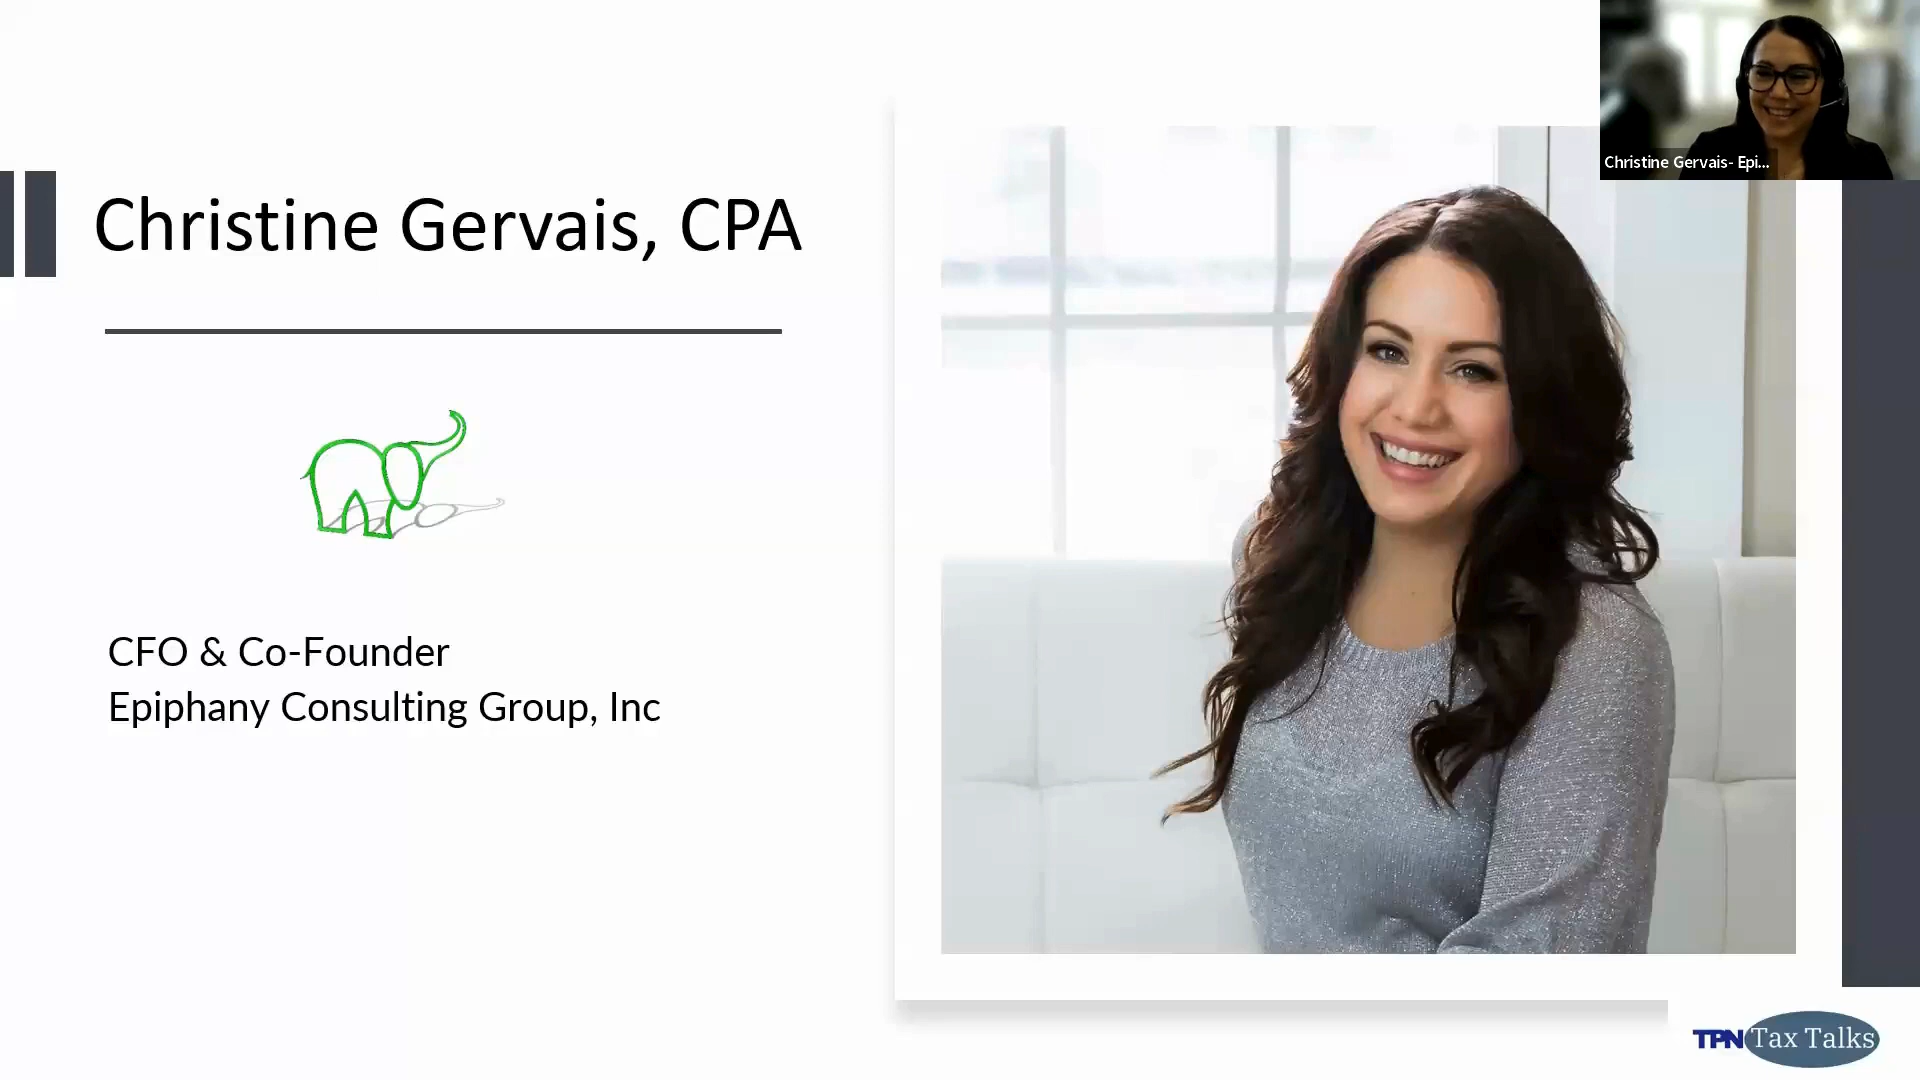 Christine Gervais- Epi...
Christine Gervais, CPA
CFO & Co-Founder
Epiphany Consulting Group, Inc
TPN Tax Talks